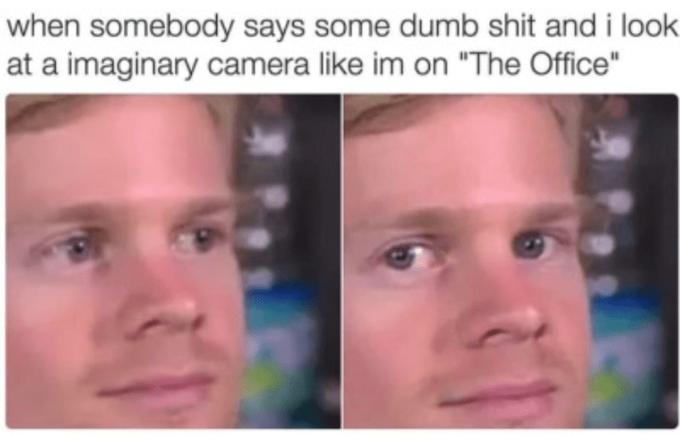 when somebody says some dumb shit and i look
at a imaginary camera like im on "The Office"